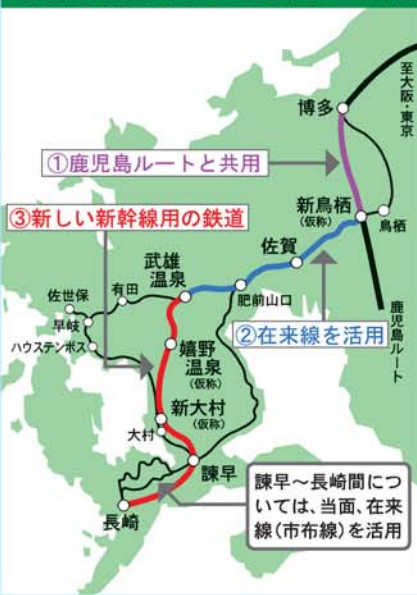 至大阪・東京
博多
①鹿児島ルートと共用
③新しい新幹線用の鉄道
新鳥栖
(仮称)
鳥栖
佐賀
武雄
温泉
肥前山口
有田
佐世保
早岐
ハウステンボス
②在来線を活用
鹿児島ルート
嬉野
温泉
(仮称)
新大村
(仮称)
大村
諫早
長崎
諫早～長崎間につ
いては、当面、在来
線(市布線)を活用